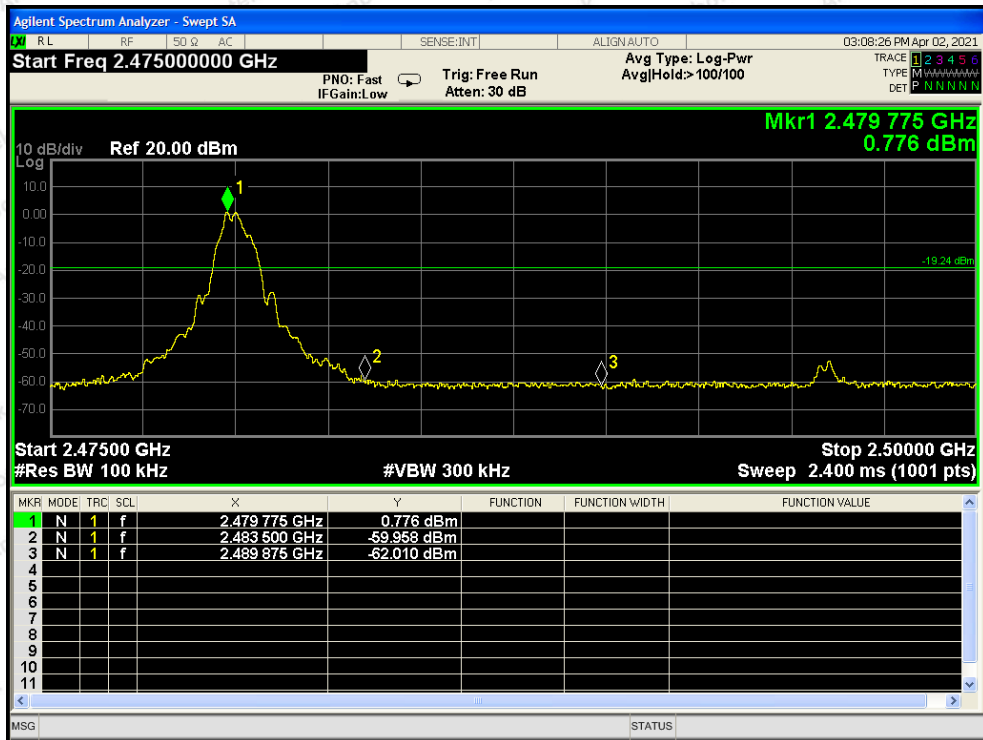 Agilent Spectrum Analyzer - Swept SA
LXI RL RF 50 Ω AC SENSE:INT ALIGN AUTO 03:08:26 PM Apr 02, 2021
Start Freq 2.475000000 GHz
PNO: Fast
IFGain:Low
Trig: Free Run
Atten: 30 dB
Avg Type: Log-Pwr
Avg|Hold:> 100/100
TRACE 1 2 3 4 5 6
TYPE M WWWWW
DET P N N N N N
Mkr1 2.479 775 GHz
0.776 dBm
10 dB/div Ref 20.00 dBm
Log
10.0
0.00
-10.0
-20.0
-30.0
-40.0
-50.0
-60.0
-70.0
1
2
3
-19.24 dBm
Start 2.47500 GHz Stop 2.50000 GHz
#Res BW 100 kHz #VBW 300 kHz Sweep 2.400 ms (1001 pts)
MKR MODE TRC SCL X Y FUNCTION FUNCTION WIDTH FUNCTION VALUE
1 N 1 f 2.479 775 GHz 0.776 dBm
2 N 1 f 2.483 500 GHz -59.958 dBm
3 N 1 f 2.489 875 GHz -62.010 dBm
4
5
6
7
8
9
10
11
MSG STATUS